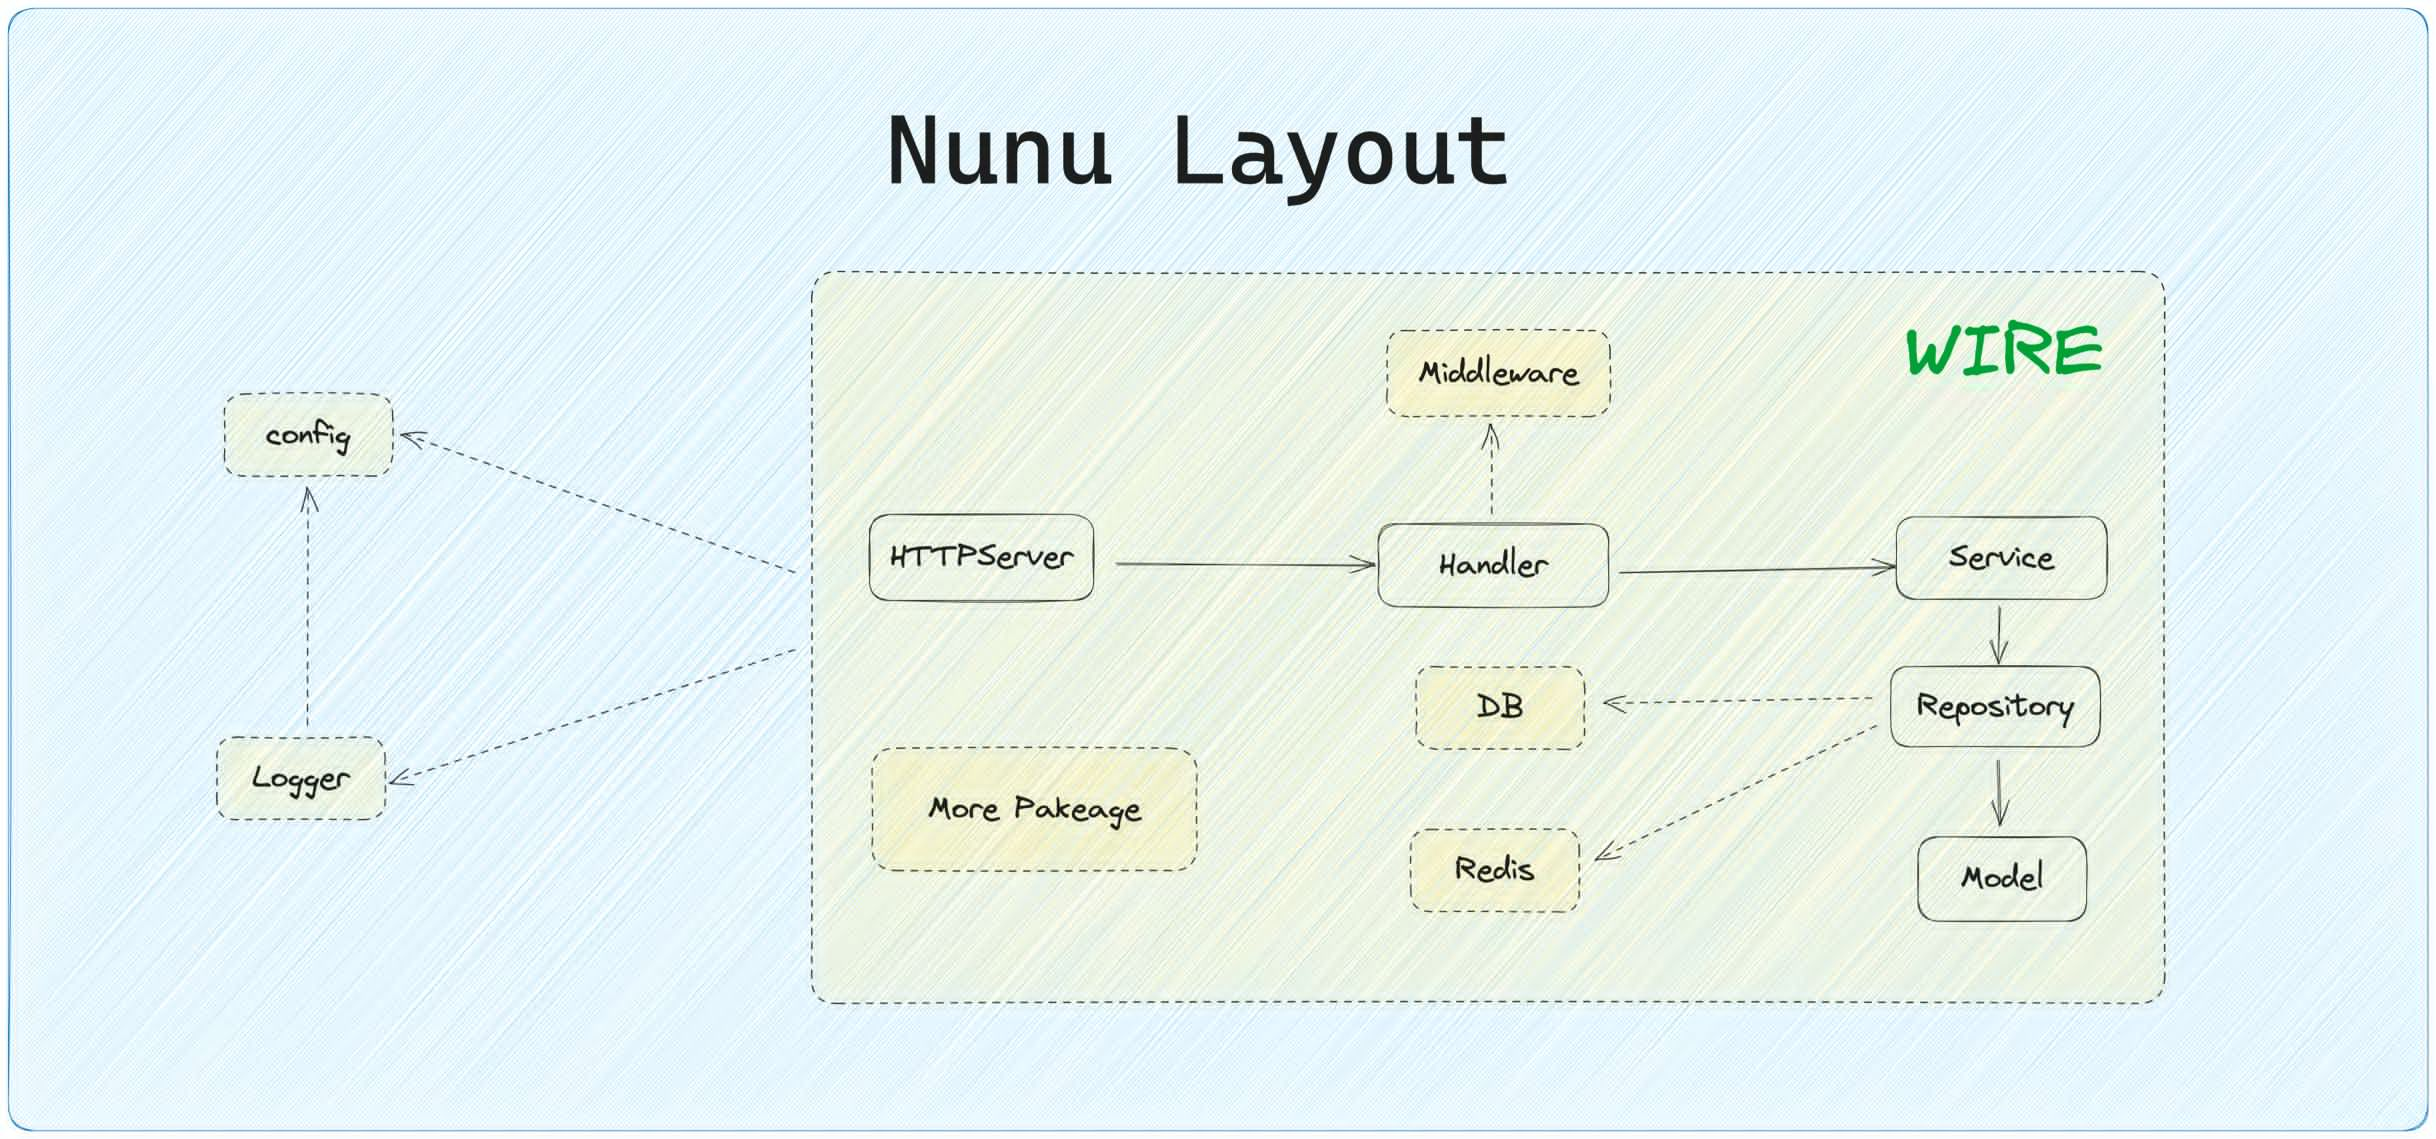 Nunu Layout
WIRE
Middleware
config
HTTPServer
Handler
Service
DB
Repository
Logger
More Pakeage
Redis
Model